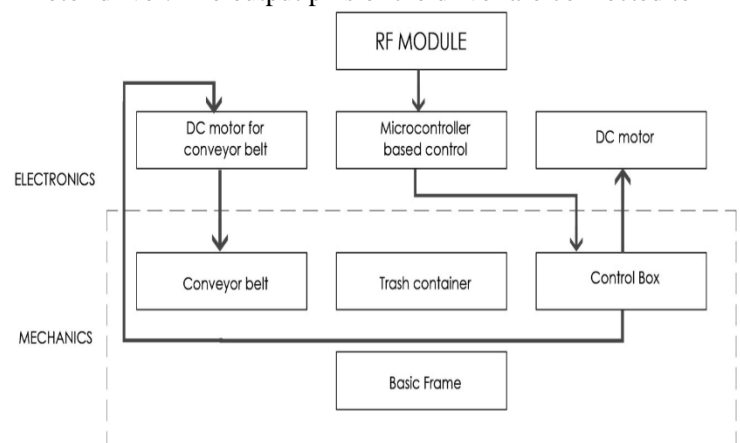 RF MODULE
DC motor for
conveyor belt
Microcontroller
based control
DC motor
ELECTRONICS
Conveyor belt
Trash container
Control Box
MECHANICS
Basic Frame